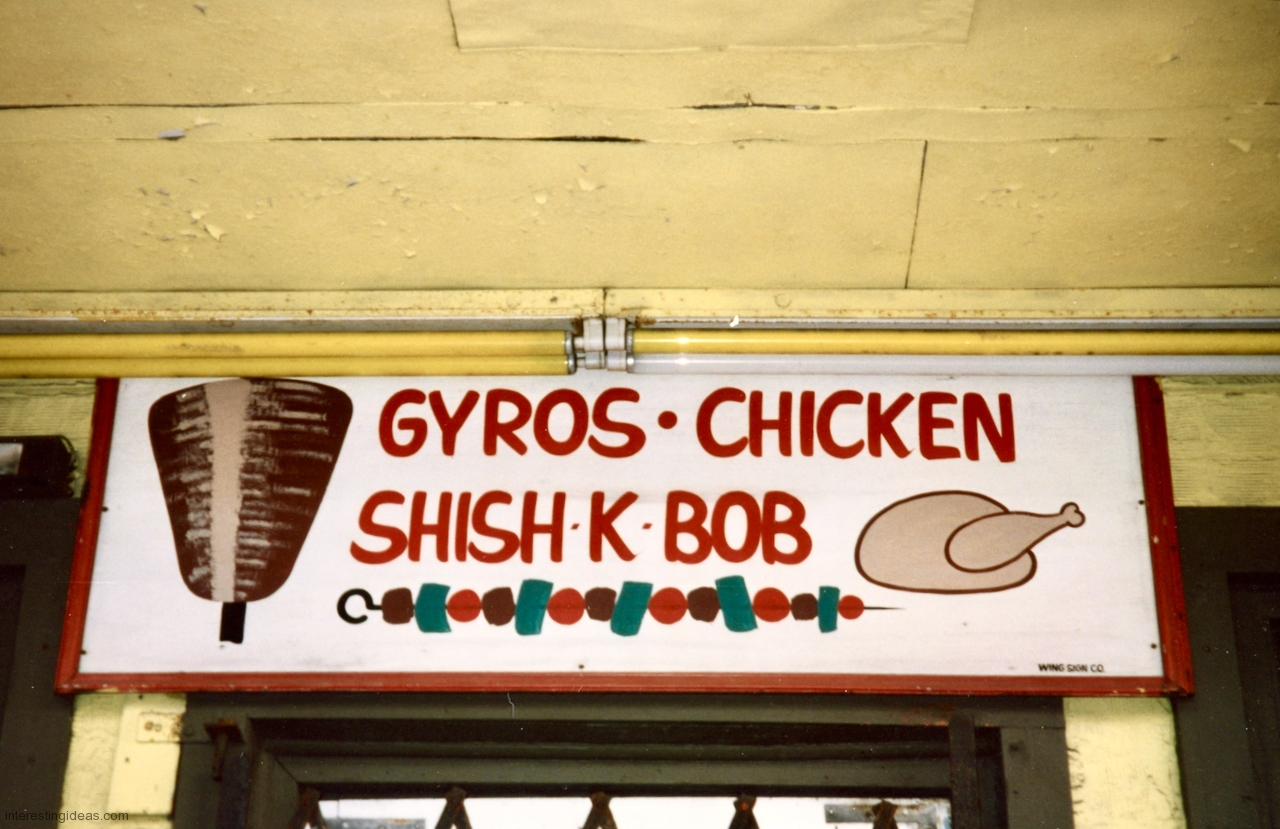 GYROS • CHICKEN
SHISH·K·BOB
WING SIGN CO.
interestingideas.com